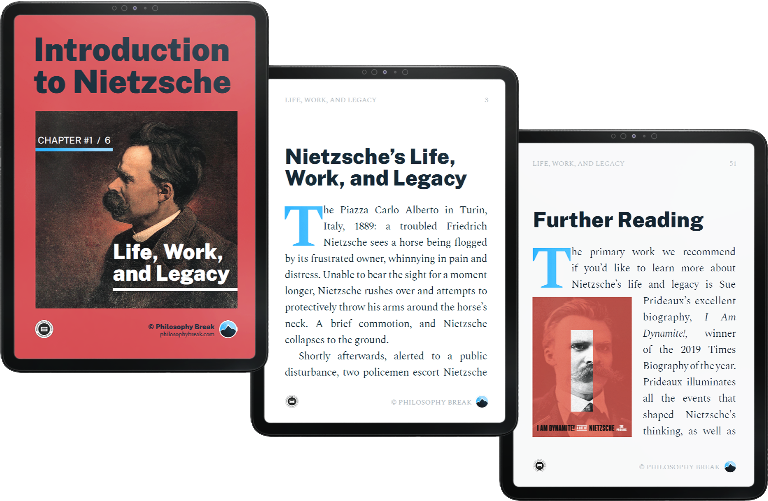 Introduction
to Nietzsche
CHAPTER #1 / 6
Life, Work,
and Legacy
© Philosophy Break
philosophybreak.com
LIFE, WORK, AND LEGACY
3
Nietzsche's Life,
Work, and Legacy
The Piazza Carlo Alberto in Turin,
Italy, 1889: a troubled Friedrich
Nietzsche sees a horse being flogged
by its frustrated owner, whinnying in pain and
distress. Unable to bear the sight for a moment
longer, Nietzsche rushes over and attempts to
protectively throw his arms around the horse's
neck. A brief commotion, and Nietzsche
collapses to the ground.
Shortly afterwards, alerted to a public
disturbance, two policemen escort Nietzsche
© PHILOSOPHY BREAK
LIFE, WORK, AND LEGACY
51
Further Reading
The primary work we recommend
if you'd like to learn more about
Nietzsche's life and legacy is Sue
Prideaux's excellent
biography, I Am
Dynamite!, winner
of the 2019 Times
Biography of the year.
Prideaux illuminates
all the events that
shaped Nietzsche's
thinking, as well as
I AM DYNAMITE!
NIETZSCHE
© PHILOSOPHY BREAK